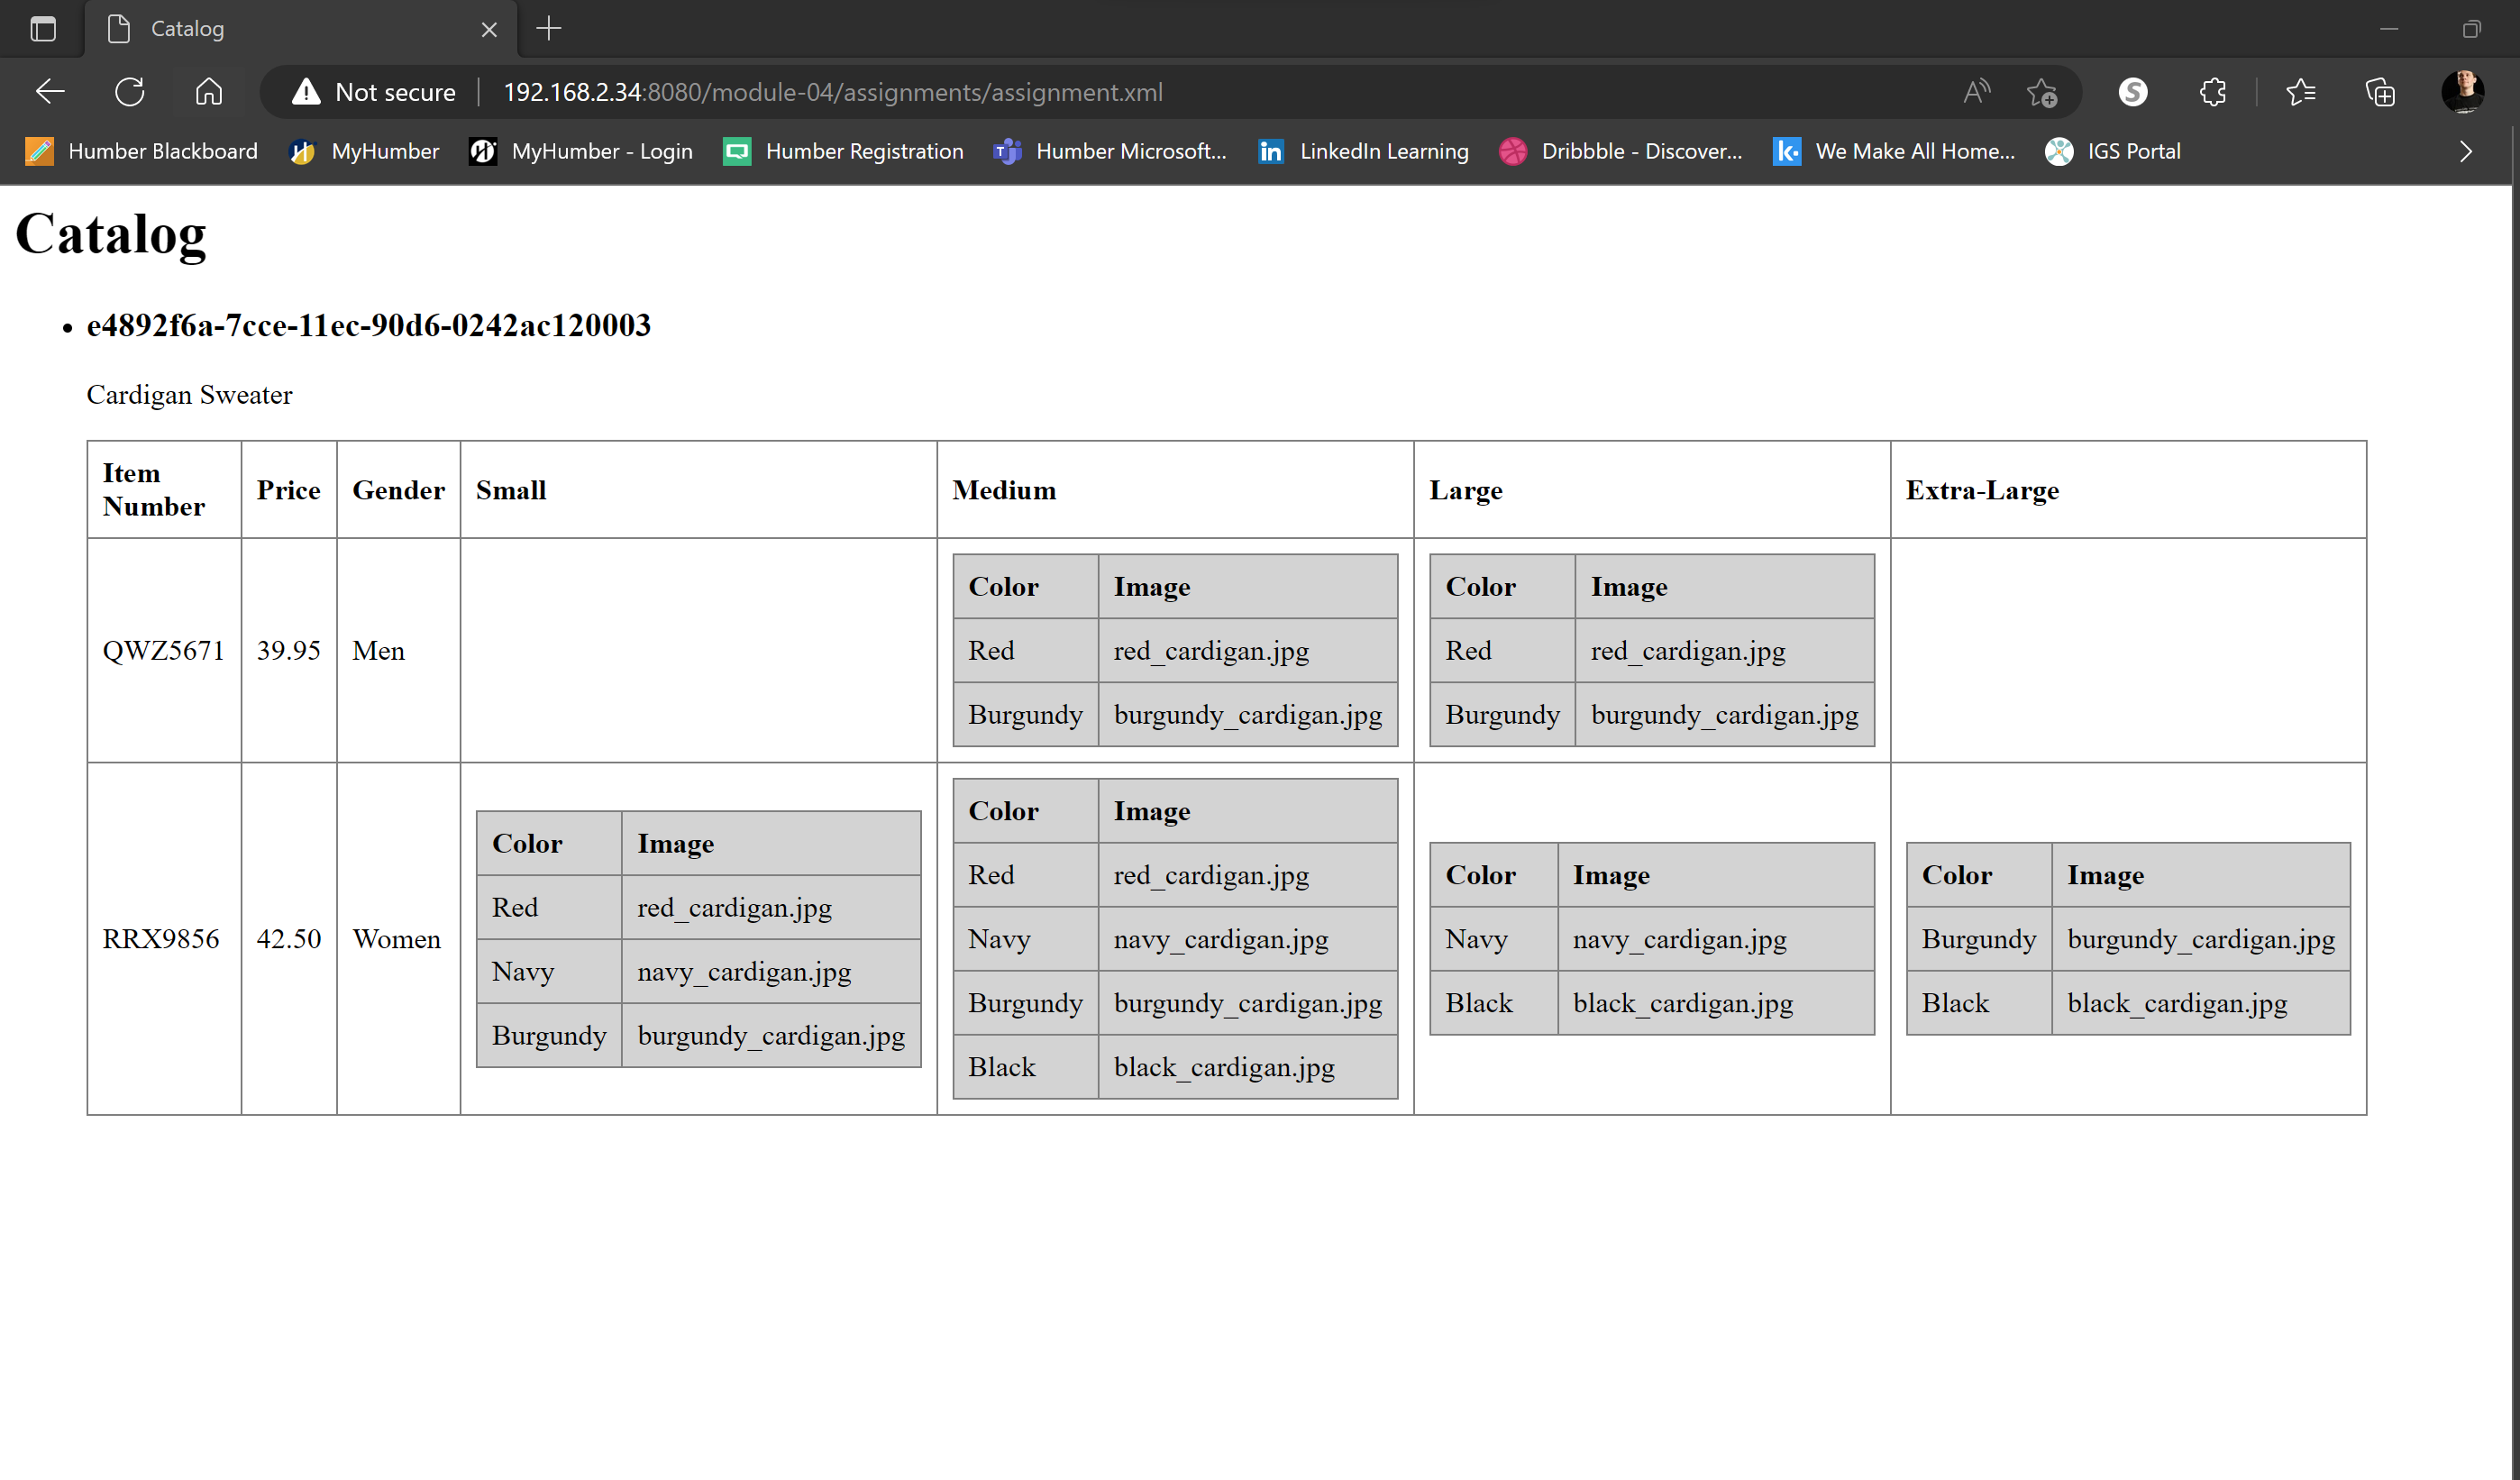 Catalog
Not secure 192.168.2.34:8080/module-04/assignments/assignment.xml
Humber Blackboard MyHumber MyHumber - Login Humber Registration Humber Microsoft... LinkedIn Learning Dribbble - Discover... We Make All Home... IGS Portal
Catalog
• e4892f6a-7cce-11ec-90d6-0242ac120003
Cardigan Sweater
Item Number Price Gender Small Medium Large Extra-Large
QWZ5671 39.95 Men
Color Image
Red red_cardigan.jpg
Burgundy burgundy_cardigan.jpg
Color Image
Red red_cardigan.jpg
Burgundy burgundy_cardigan.jpg
RRX9856 42.50 Women
Color Image
Red red_cardigan.jpg
Navy navy_cardigan.jpg
Burgundy burgundy_cardigan.jpg
Color Image
Red red_cardigan.jpg
Navy navy_cardigan.jpg
Burgundy burgundy_cardigan.jpg
Black black_cardigan.jpg
Color Image
Navy navy_cardigan.jpg
Black black_cardigan.jpg
Color Image
Burgundy burgundy_cardigan.jpg
Black black_cardigan.jpg